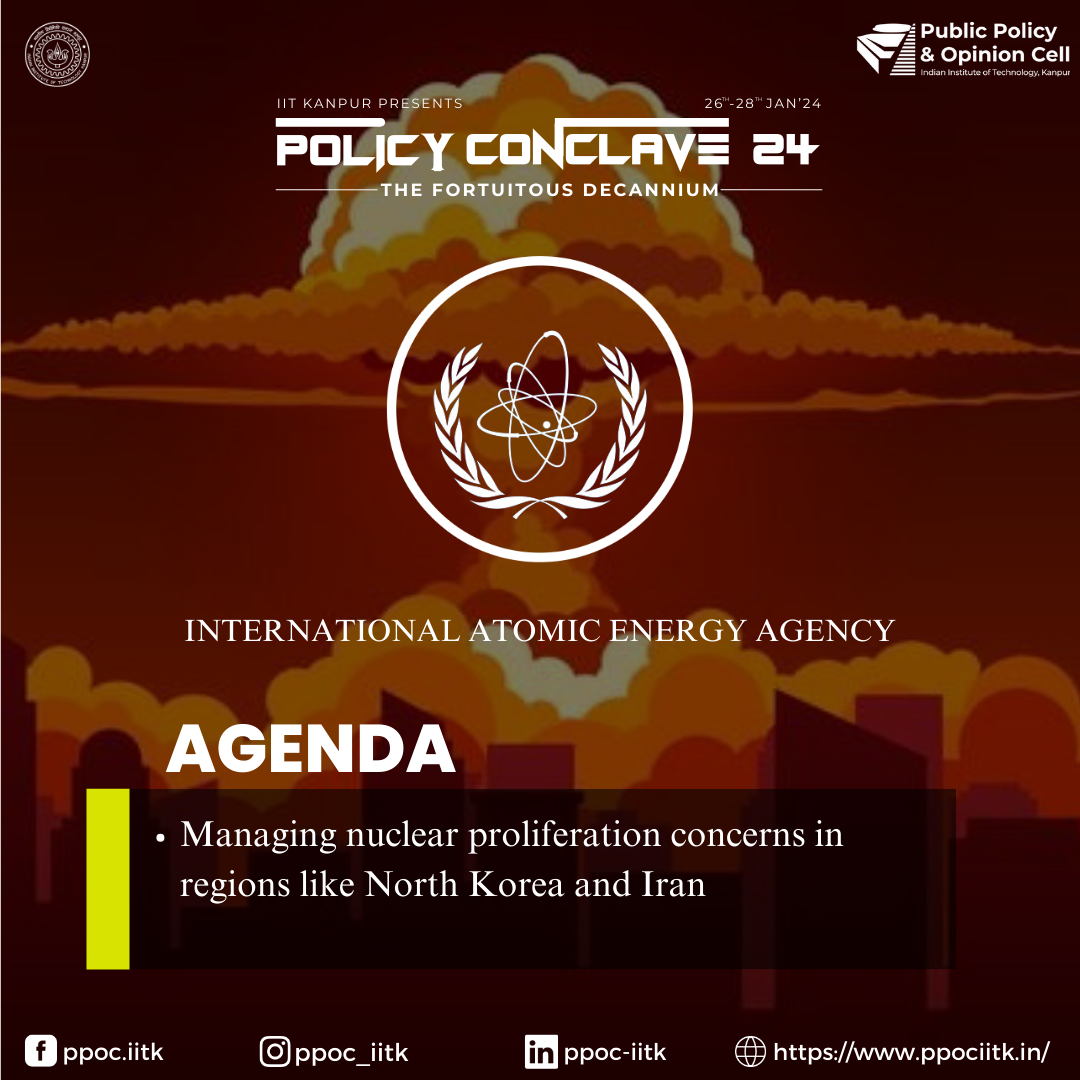 Public Policy
& Opinion Cell
Indian Institute of Technology, Kanpur
IIT KANPUR PRESENTS
26TH-28TH JAN'24
POLICY CONCLAVE 24
THE FORTUITOUS DECANNIUM
INTERNATIONAL ATOMIC ENERGY AGENCY
AGENDA
• Managing nuclear proliferation concerns in
regions like North Korea and Iran
ppoc.iitk
ppoc_iitk
ppoc-iitk
https://www.ppociitk.in/